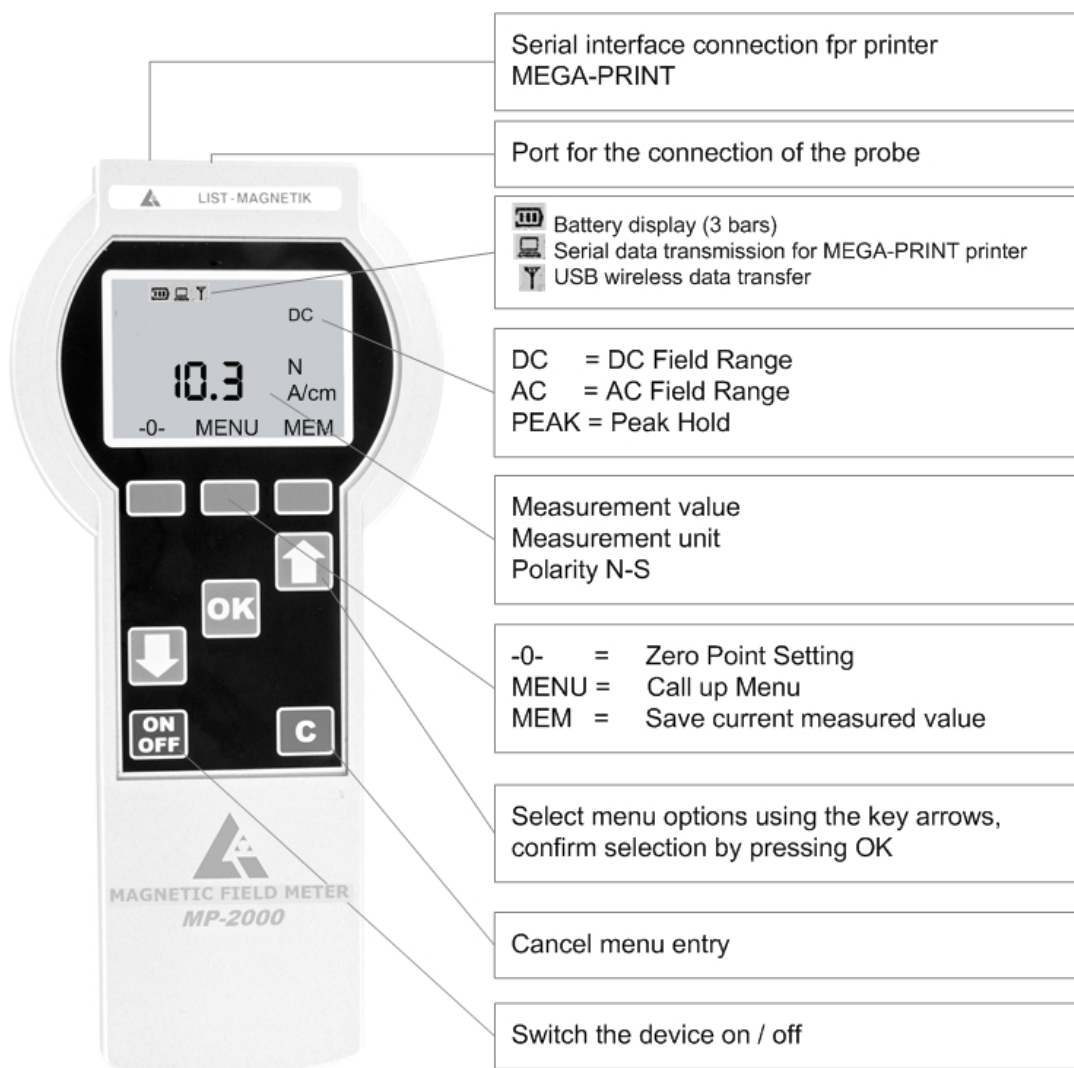 Serial interface connection fpr printer
MEGA-PRINT
Port for the connection of the probe
Battery display (3 bars)
Serial data transmission for MEGA-PRINT printer
USB wireless data transfer
DC = DC Field Range
AC = AC Field Range
PEAK = Peak Hold
Measurement value
Measurement unit
Polarity N-S
-0- = Zero Point Setting
MENU = Call up Menu
MEM = Save current measured value
Select menu options using the key arrows,
confirm selection by pressing OK
Cancel menu entry
Switch the device on / off
LIST-MAGNETIK
DC
N
10.3 A/cm
-0- MENU MEM
OK
ON
OFF
C
MAGNETIC FIELD METER
MP-2000